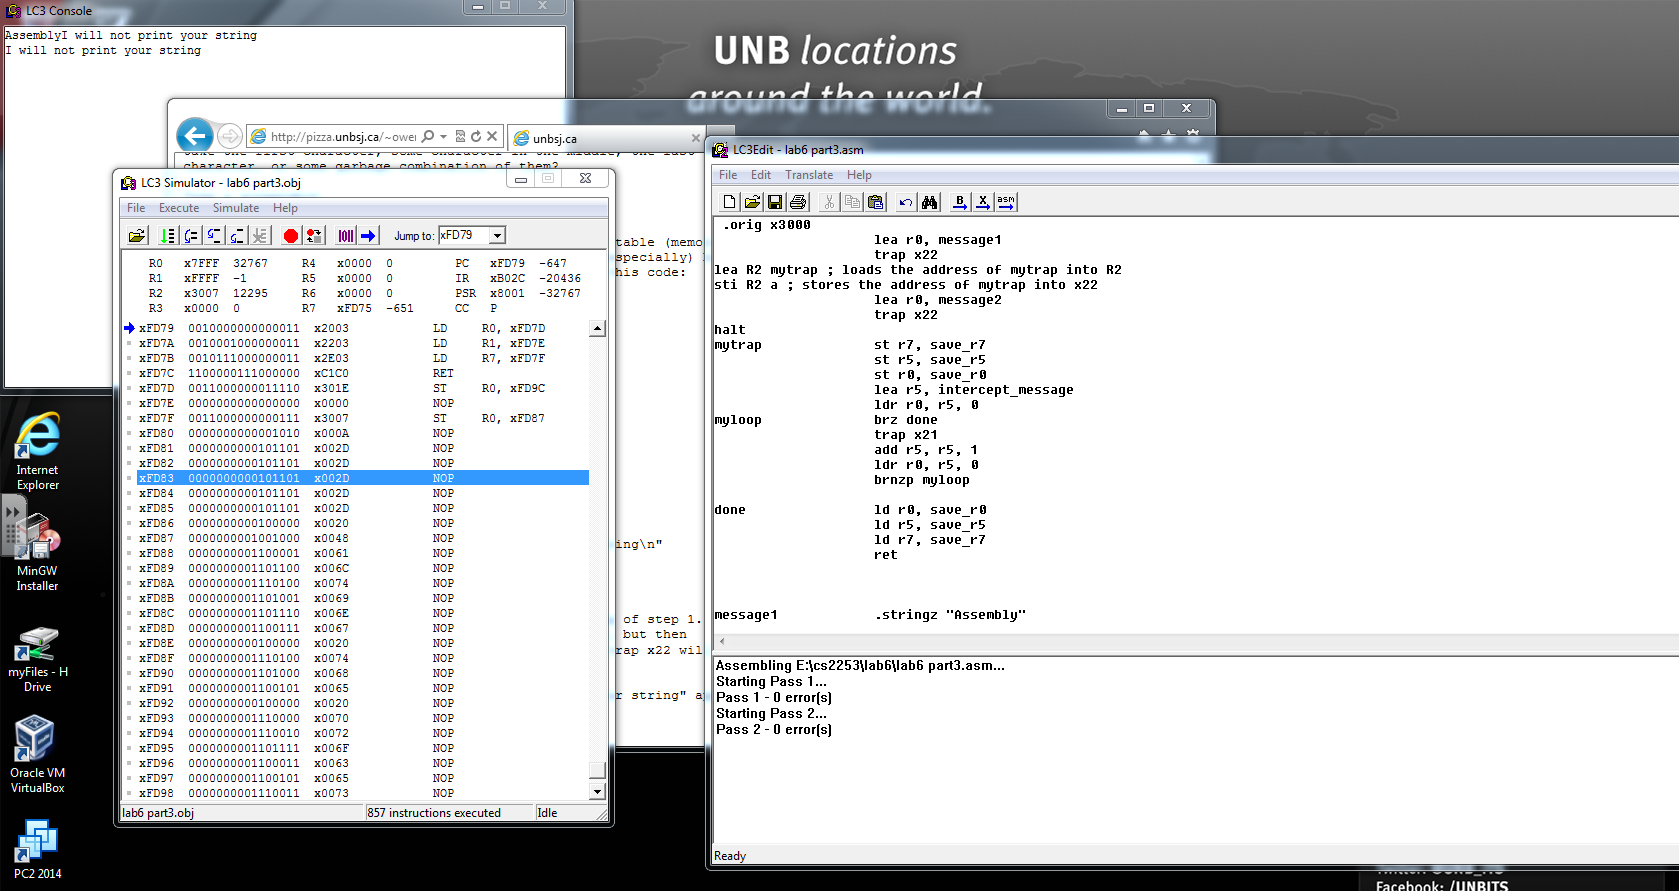 LC3 Console
AssemblyI will not print your string
I will not print your string
UNB locations
around the world.
http://pizza.unbsj.ca/~ower
unbsj.ca
character, or some garbage combination of them?
LC3 Simulator - lab6 part3.obj
File Execute Simulate Help
Jump to: xFD79
R0 x7FFF 32767 R4 x0000 0 PC xFD79 -647
R1 xFFFF -1 R5 x0000 0 IR xB02C -20436
R2 x3007 12295 R6 x0000 0 PSR x8001 -32767
R3 x0000 0 R7 xFD75 -651 CC P
xFD79 0010000000000011 x2003 LD R0, xFD7D
xFD7A 0010001000000011 x2203 LD R1, xFD7E
xFD7B 0010111000000011 x2E03 LD R7, xFD7F
xFD7C 1100000111000000 xC1C0 RET
xFD7D 0011000000011110 x301E ST R0, xFD9C
xFD7E 0000000000000000 x0000 NOP
xFD7F 0011000000000111 x3007 ST R0, xFD87
xFD80 0000000000001010 x000A NOP
xFD81 0000000000101101 x002D NOP
xFD82 0000000000101101 x002D NOP
xFD83 0000000000101101 x002D NOP
xFD84 0000000000101101 x002D NOP
xFD85 0000000000101101 x002D NOP
xFD86 0000000000100000 x0020 NOP
xFD87 0000000001001000 x0048 NOP
xFD88 0000000001100001 x0061 NOP
xFD89 0000000001101100 x006C NOP
xFD8A 0000000001110100 x0074 NOP
xFD8B 0000000001101001 x0069 NOP
xFD8C 0000000001101110 x006E NOP
xFD8D 0000000001100111 x0067 NOP
xFD8E 0000000000100000 x0020 NOP
xFD8F 0000000001110100 x0074 NOP
xFD90 0000000001101000 x0068 NOP
xFD91 0000000001100101 x0065 NOP
xFD92 0000000000100000 x0020 NOP
xFD93 0000000001110000 x0070 NOP
xFD94 0000000001110010 x0072 NOP
xFD95 0000000001101111 x006F NOP
xFD96 0000000001100011 x0063 NOP
xFD97 0000000001100101 x0065 NOP
xFD98 0000000001110011 x0073 NOP
lab6 part3.obj 857 instructions executed Idle
table (memo
specially)
his code:
ing\n"
of step 1.
but then
rap x22 wil
r string" a
LC3Edit - lab6 part3.asm
File Edit Translate Help
B X asm
.orig x3000
lea r0, message1
trap x22
lea R2 mytrap ; loads the address of mytrap into R2
sti R2 a ; stores the address of mytrap into x22
lea r0, message2
trap x22
halt
mytrap st r7, save_r7
st r5, save_r5
st r0, save_r0
lea r5, intercept_message
ldr r0, r5, 0
myloop brz done
trap x21
add r5, r5, 1
ldr r0, r5, 0
brnzp myloop
done ld r0, save_r0
ld r5, save_r5
ld r7, save_r7
ret
message1 .stringz "Assembly"
Assembling E:\cs2253\lab6\lab6 part3.asm...
Starting Pass 1...
Pass 1 - 0 error(s)
Starting Pass 2...
Pass 2 - 0 error(s)
Ready
Internet
Explorer
MinGW
Installer
myFiles - H
Drive
Oracle VM
VirtualBox
PC2 2014
Facebook: /UNBITS